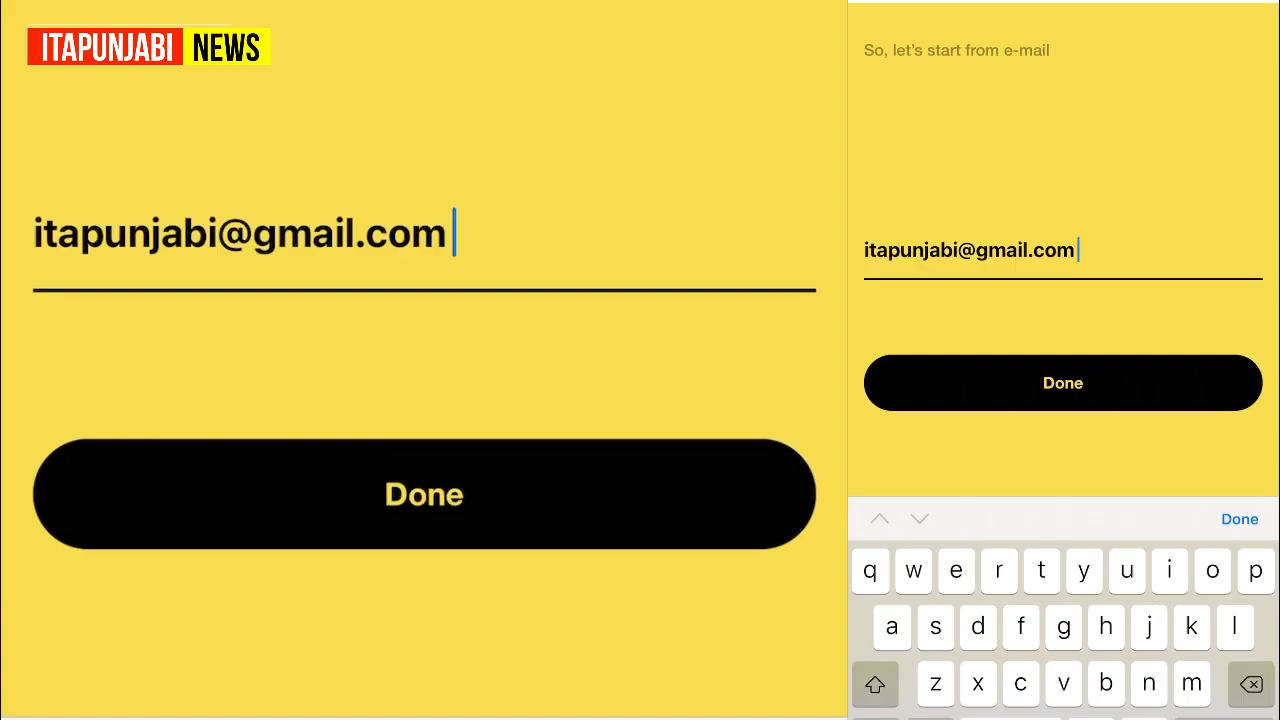 ITAPUNJABI NEWS
itapunjabi@gmail.com
Done
So, let's start from e-mail
itapunjabi@gmail.com
Done
Done
q w e r t y u i o p
a s d f g h j k l
z x c v b n m